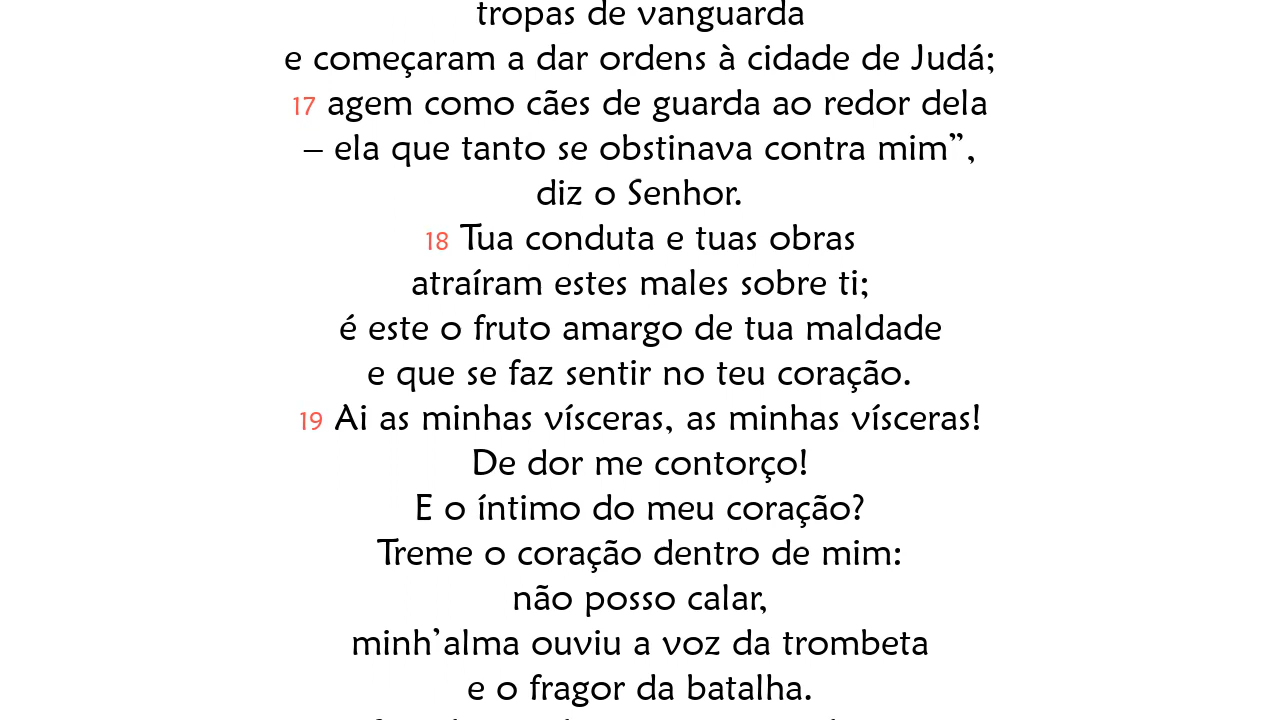 tropas de vanguarda
e começaram a dar ordens à cidade de Judá;
17 agem como cães de guarda ao redor dela
– ela que tanto se obstinava contra mim”,
diz o Senhor.
18 Tua conduta e tuas obras
atraíram estes males sobre ti;
é este o fruto amargo de tua maldade
e que se faz sentir no teu coração.
19 Ai as minhas vísceras, as minhas vísceras!
De dor me contorço!
E o íntimo do meu coração?
Treme o coração dentro de mim:
não posso calar,
minh’alma ouviu a voz da trombeta
e o fragor da batalha.